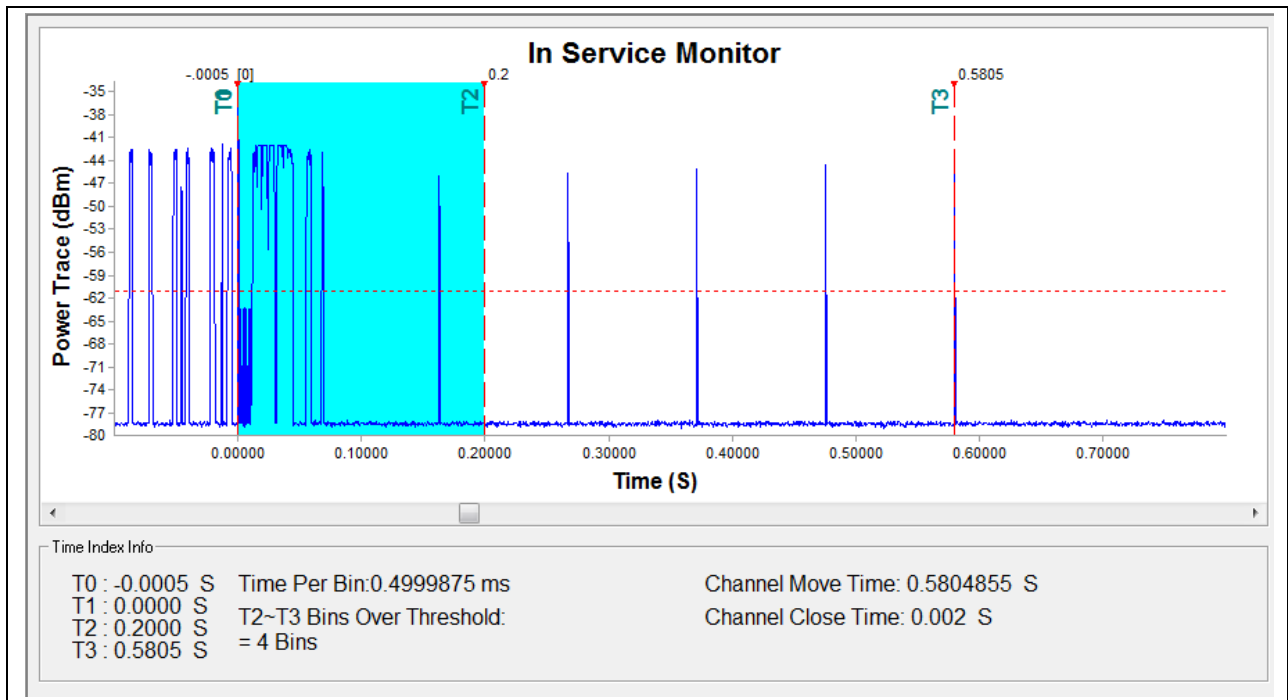 In Service Monitor
-.0005 [0]
0.2
0.5805
T0
T2
T3
Power Trace (dBm)
-35
-38
-41
-44
-47
-50
-53
-56
-59
-62
-65
-68
-71
-74
-77
-80
0.00000 0.10000 0.20000 0.30000 0.40000 0.50000 0.60000 0.70000
Time (S)
Time Index Info
T0 : -0.0005 S
T1 : 0.0000 S
T2 : 0.2000 S
T3 : 0.5805 S
Time Per Bin:0.4999875 ms
T2~T3 Bins Over Threshold:
= 4 Bins
Channel Move Time: 0.5804855 S
Channel Close Time: 0.002 S